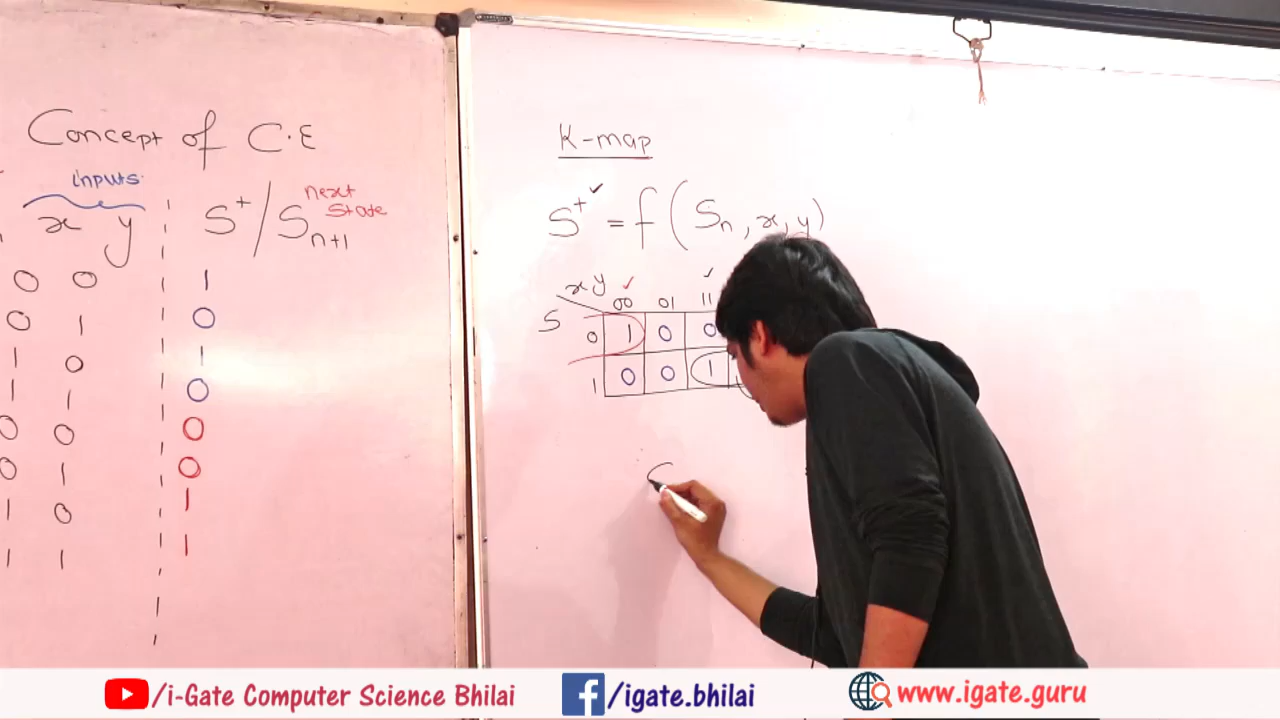 Concept of C.E
inputs
x y S⁺/Sₙ₊₁ next state
0 0 1
0 1 0
1 0 1
1 1 0
0 0 0
0 1 0
1 0 1
1 1 1
K-map
S⁺ ✓ = f(Sₙ, x, y)
x y
S 00 ✓ 01 11 ✓
0 1 0 0
1 0 0 1
/i-Gate Computer Science Bhilai /igate.bhilai www.igate.guru